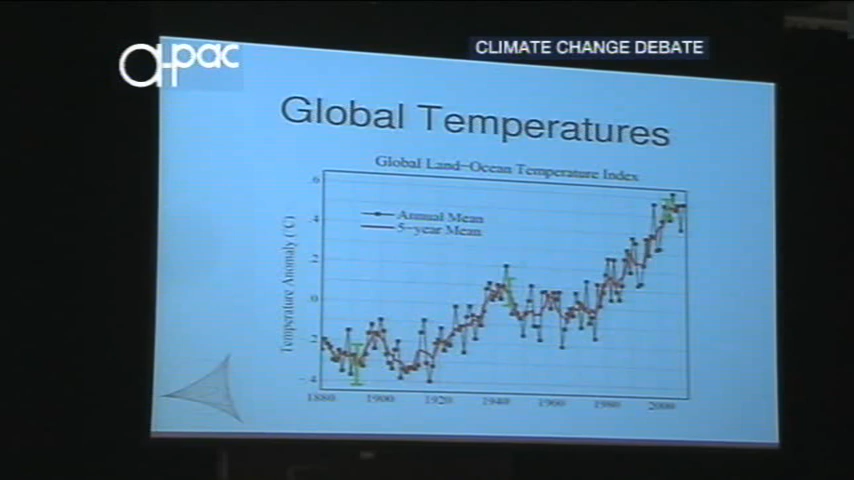 a-pac
CLIMATE CHANGE DEBATE
Global Temperatures
Global Land-Ocean Temperature Index
.6
.4
.2
.0
.2
-.4
Temperature Anomaly (°C)
Annual Mean
5-year Mean
1880
1900
1920
1940
1960
1980
2000